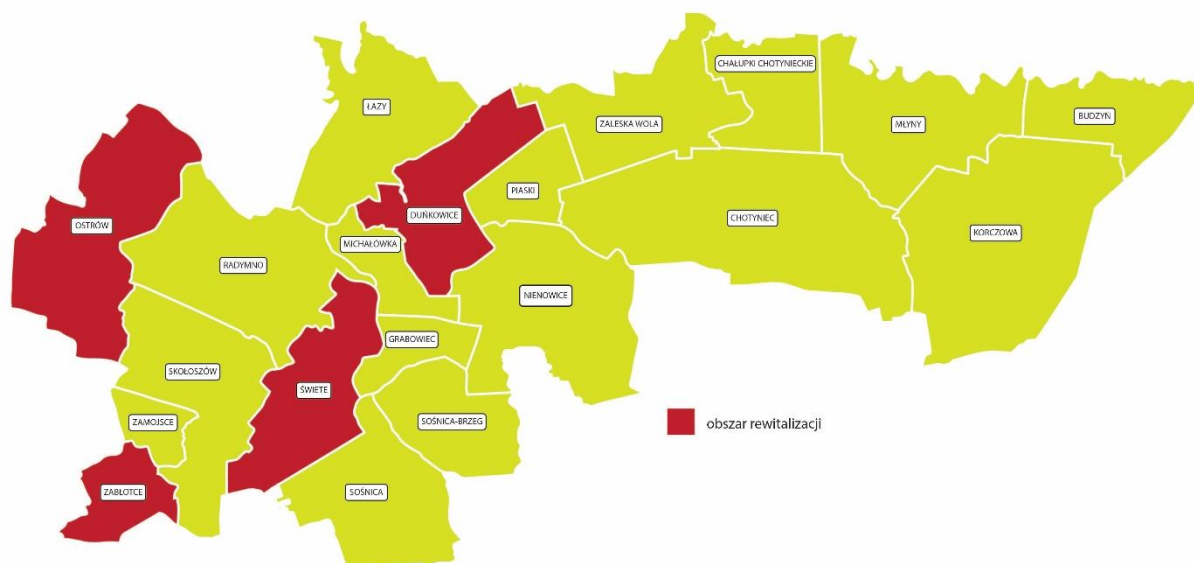 CHAŁUPKI CHOTYNIECKIE
ŁAZY
ZALESKA WOLA
MŁYNY
BUDZYŃ
PIASKI
DUŃKOWICE
CHOTYNIEC
OSTRÓW
KORCZOWA
MICHAŁÓWKA
RADYMNO
NIENOWICE
GRABOWIEC
SKOŁOSZÓW
ŚWIETE
ZAMOJSCE
SOŚNICA-BRZEG
obszar rewitalizacji
ZABŁOTCE
SOŚNICA